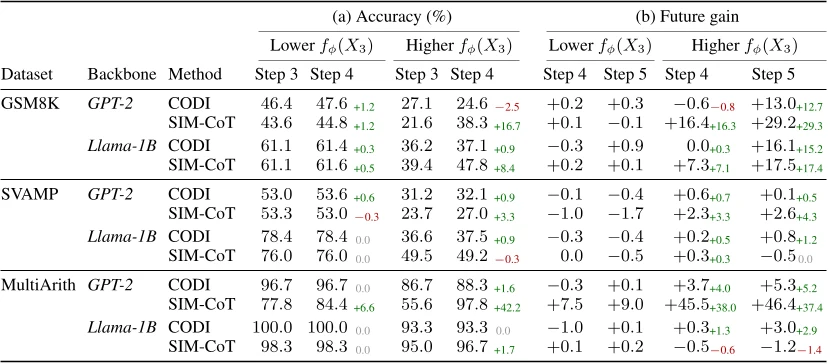 (a) Accuracy (%) (b) Future gain
Lower fϕ(X3) Higher fϕ(X3) Lower fϕ(X3) Higher fϕ(X3)
Dataset Backbone Method Step 3 Step 4 Step 3 Step 4 Step 4 Step 5 Step 4 Step 5
GSM8K GPT-2 CODI 46.4 47.6 +1.2 27.1 24.6 −2.5 +0.2 +0.3 −0.6 −0.8 +13.0 +12.7
SIM-CoT 43.6 44.8 +1.2 21.6 38.3 +16.7 +0.1 −0.1 +16.4 +16.3 +29.2 +29.3
Llama-1B CODI 61.1 61.4 +0.3 36.2 37.1 +0.9 −0.3 +0.9 0.0 +0.3 +16.1 +15.2
SIM-CoT 61.1 61.6 +0.5 39.4 47.8 +8.4 +0.2 +0.1 +7.3 +7.1 +17.5 +17.4
SVAMP GPT-2 CODI 53.0 53.6 +0.6 31.2 32.1 +0.9 −0.1 −0.4 +0.6 +0.7 +0.1 +0.5
SIM-CoT 53.3 53.0 −0.3 23.7 27.0 +3.3 −1.0 −1.7 +2.3 +3.3 +2.6 +4.3
Llama-1B CODI 78.4 78.4 0.0 36.6 37.5 +0.9 −0.3 −0.4 +0.2 +0.5 +0.8 +1.2
SIM-CoT 76.0 76.0 0.0 49.5 49.2 −0.3 0.0 −0.5 +0.3 +0.3 −0.5 0.0
MultiArith GPT-2 CODI 96.7 96.7 0.0 86.7 88.3 +1.6 −0.3 +0.1 +3.7 +4.0 +5.3 +5.2
SIM-CoT 77.8 84.4 +6.6 55.6 97.8 +42.2 +7.5 +9.0 +45.5 +38.0 +46.4 +37.4
Llama-1B CODI 100.0 100.0 0.0 93.3 93.3 0.0 −1.0 +0.1 +0.3 +1.3 +3.0 +2.9
SIM-CoT 98.3 98.3 0.0 95.0 96.7 +1.7 +0.1 +0.2 −0.5 −0.6 −1.2 −1.4